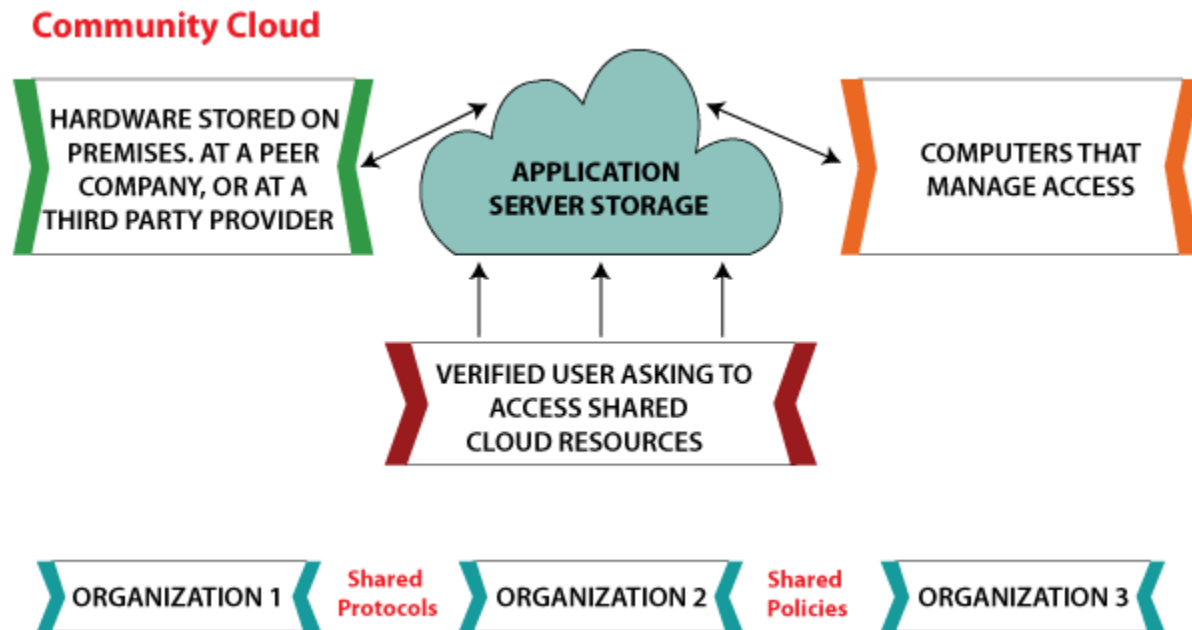 Community Cloud
HARDWARE STORED ON
PREMISES. AT A PEER
COMPANY, OR AT A
THIRD PARTY PROVIDER
APPLICATION
SERVER STORAGE
COMPUTERS THAT
MANAGE ACCESS
VERIFIED USER ASKING TO
ACCESS SHARED
CLOUD RESOURCES
ORGANIZATION 1
Shared
Protocols
ORGANIZATION 2
Shared
Policies
ORGANIZATION 3